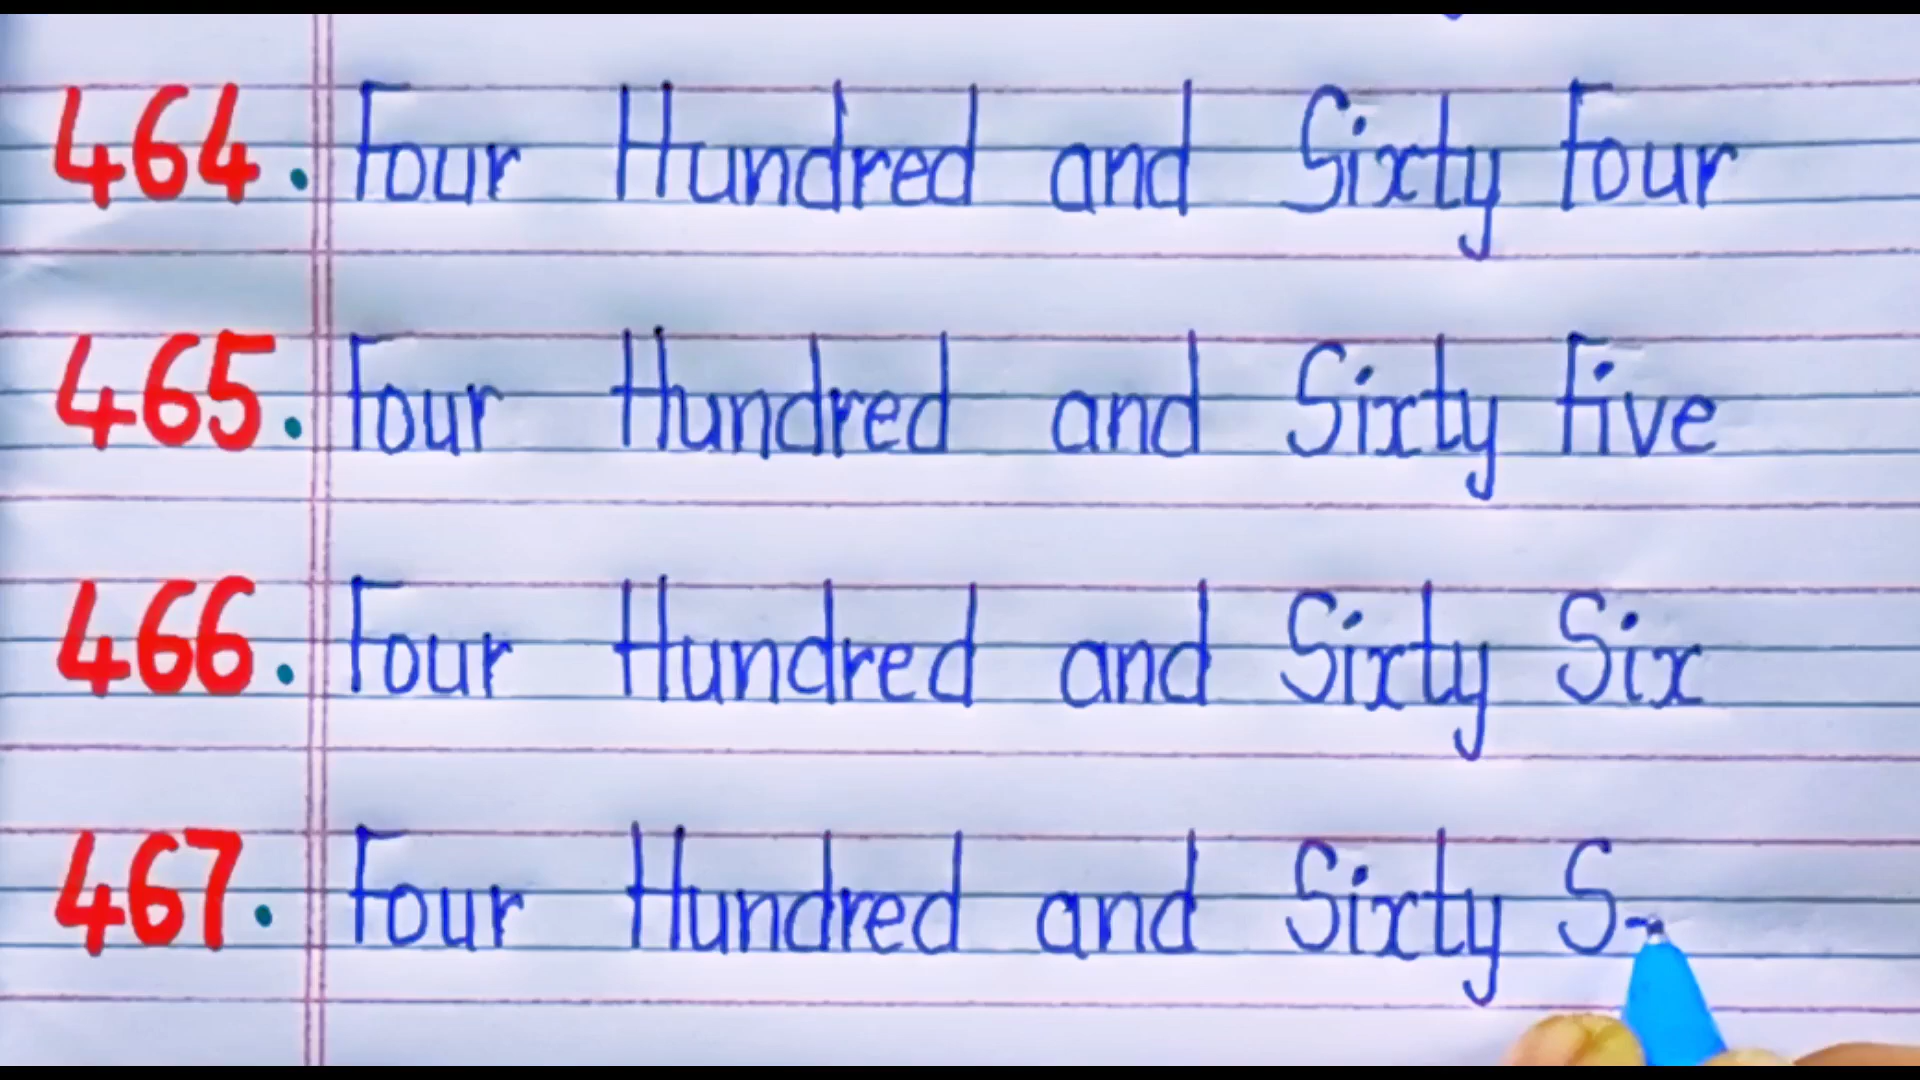 464. Four Hundred and Sixty Four
465. Four Hundred and Sixty Five
466. Four Hundred and Sixty Six
467. Four Hundred and Sixty S